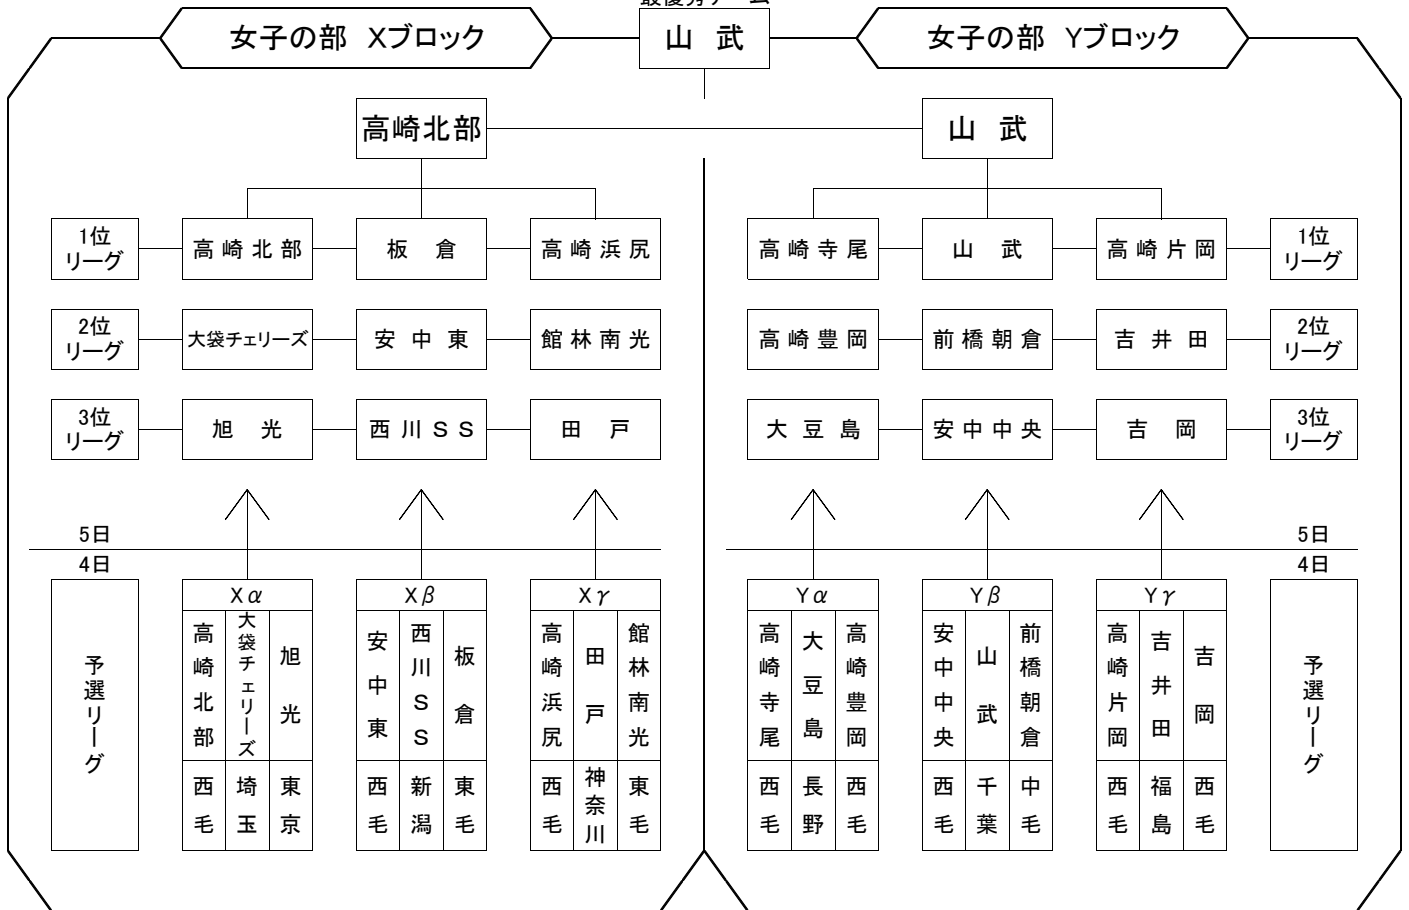 最優秀チーム
女子の部 Xブロック
山 武
女子の部 Yブロック
高崎北部
山 武
1位
リーグ
高崎北部
板 倉
高崎浜尻
高崎寺尾
山 武
高崎片岡
1位
リーグ
2位
リーグ
大袋チェリーズ
安中東
館林南光
高崎豊岡
前橋朝倉
吉井田
2位
リーグ
3位
リーグ
旭 光
西川SS
田 戸
大豆島
安中中央
吉 岡
3位
リーグ
5日
5日
4日
4日
予選リーグ
Xα
高崎北部
大袋チェリーズ
旭光
西毛
埼玉
東京
Xβ
安中東
西川SS
板倉
西毛
新潟
東毛
Xγ
高崎浜尻
田戸
館林南光
西毛
神奈川
東毛
Yα
高崎寺尾
大豆島
高崎豊岡
西毛
長野
西毛
Yβ
安中中央
山武
前橋朝倉
西毛
千葉
中毛
Yγ
高崎片岡
吉井田
吉岡
西毛
福島
西毛
予選リーグ